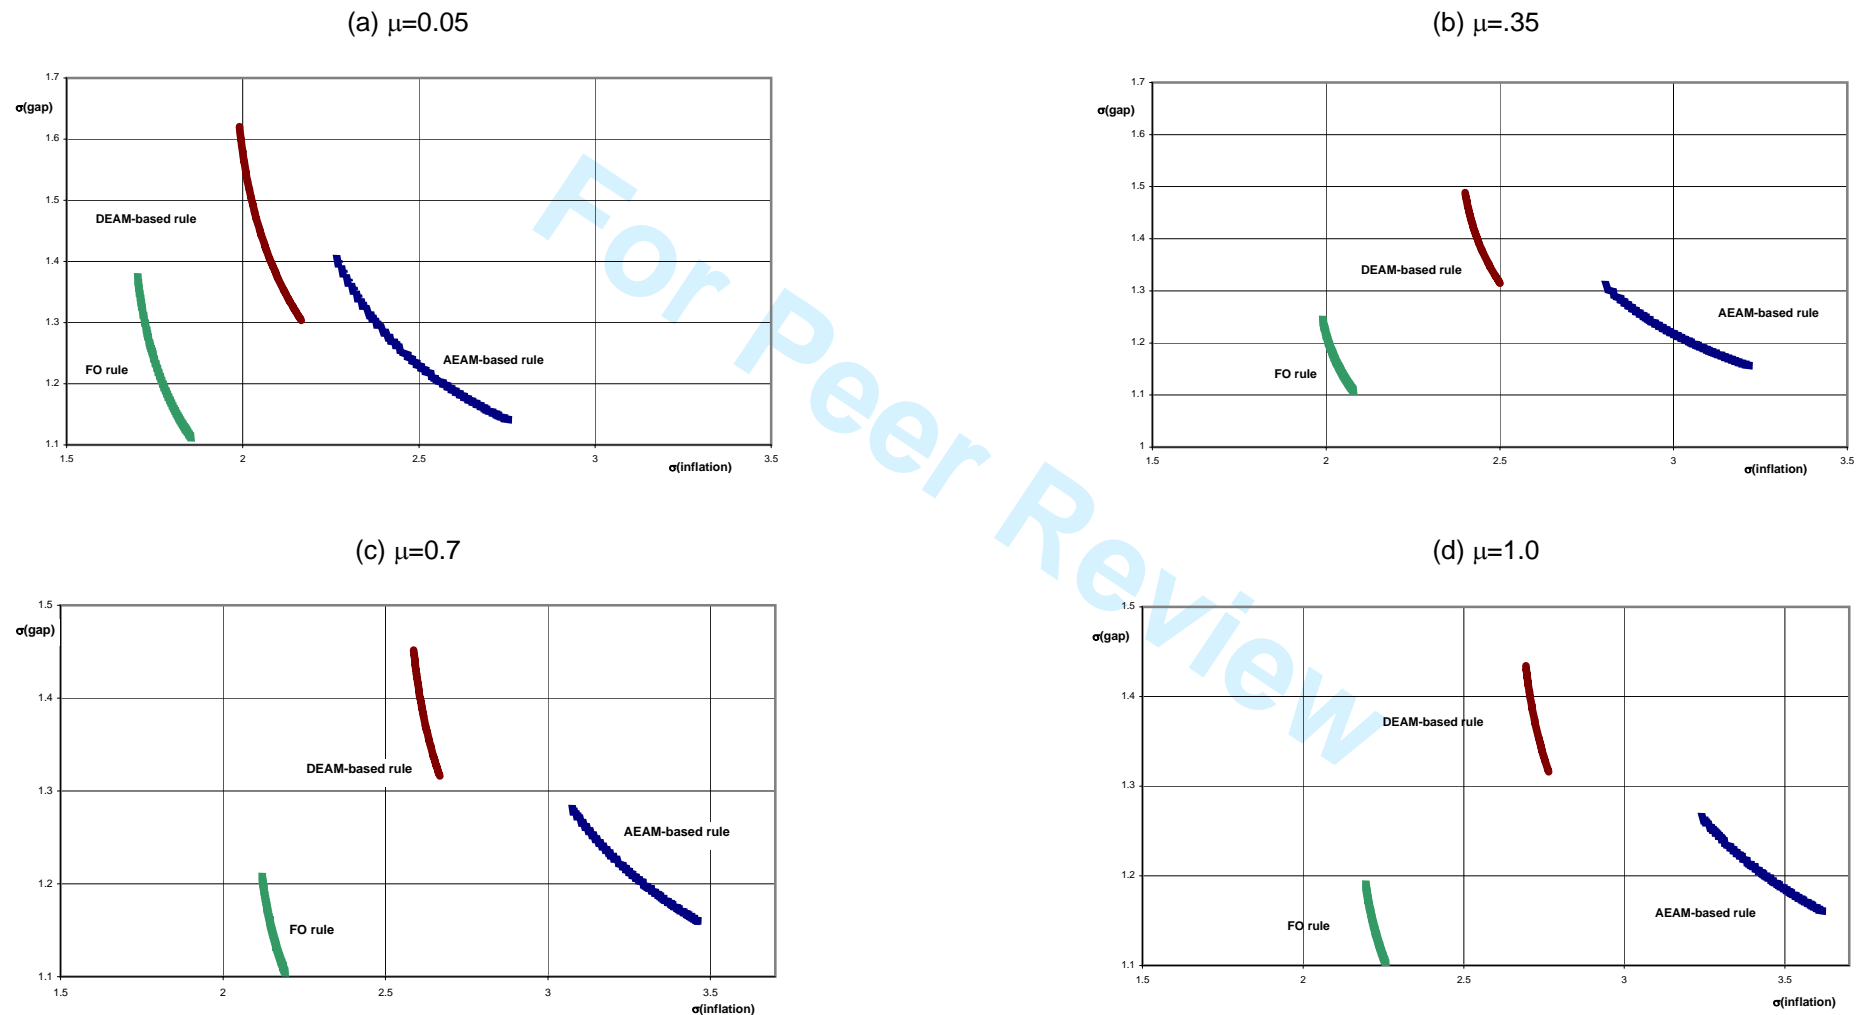 (a) μ=0.05
1.7
σ(gap)
1.6
1.5
DEAM-based rule
1.4
FO rule
1.3
AEAM-based rule
1.2
1.1
1.5
2
2.5
3
3.5
σ(inflation)
(b) μ=.35
1.7
σ(gap)
1.6
1.5
1.4
DEAM-based rule
1.3
AEAM-based rule
1.2
FO rule
1.1
1
1.5
2
2.5
3
3.5
σ(inflation)
(c) μ=0.7
1.5
σ(gap)
1.4
DEAM-based rule
1.3
AEAM-based rule
1.2
FO rule
1.1
1.5
2
2.5
3
3.5
σ(inflation)
(d) μ=1.0
1.5
σ(gap)
1.4
DEAM-based rule
1.3
1.2
AEAM-based rule
FO rule
1.1
1.5
2
2.5
3
3.5
σ(inflation)
For Peer Review